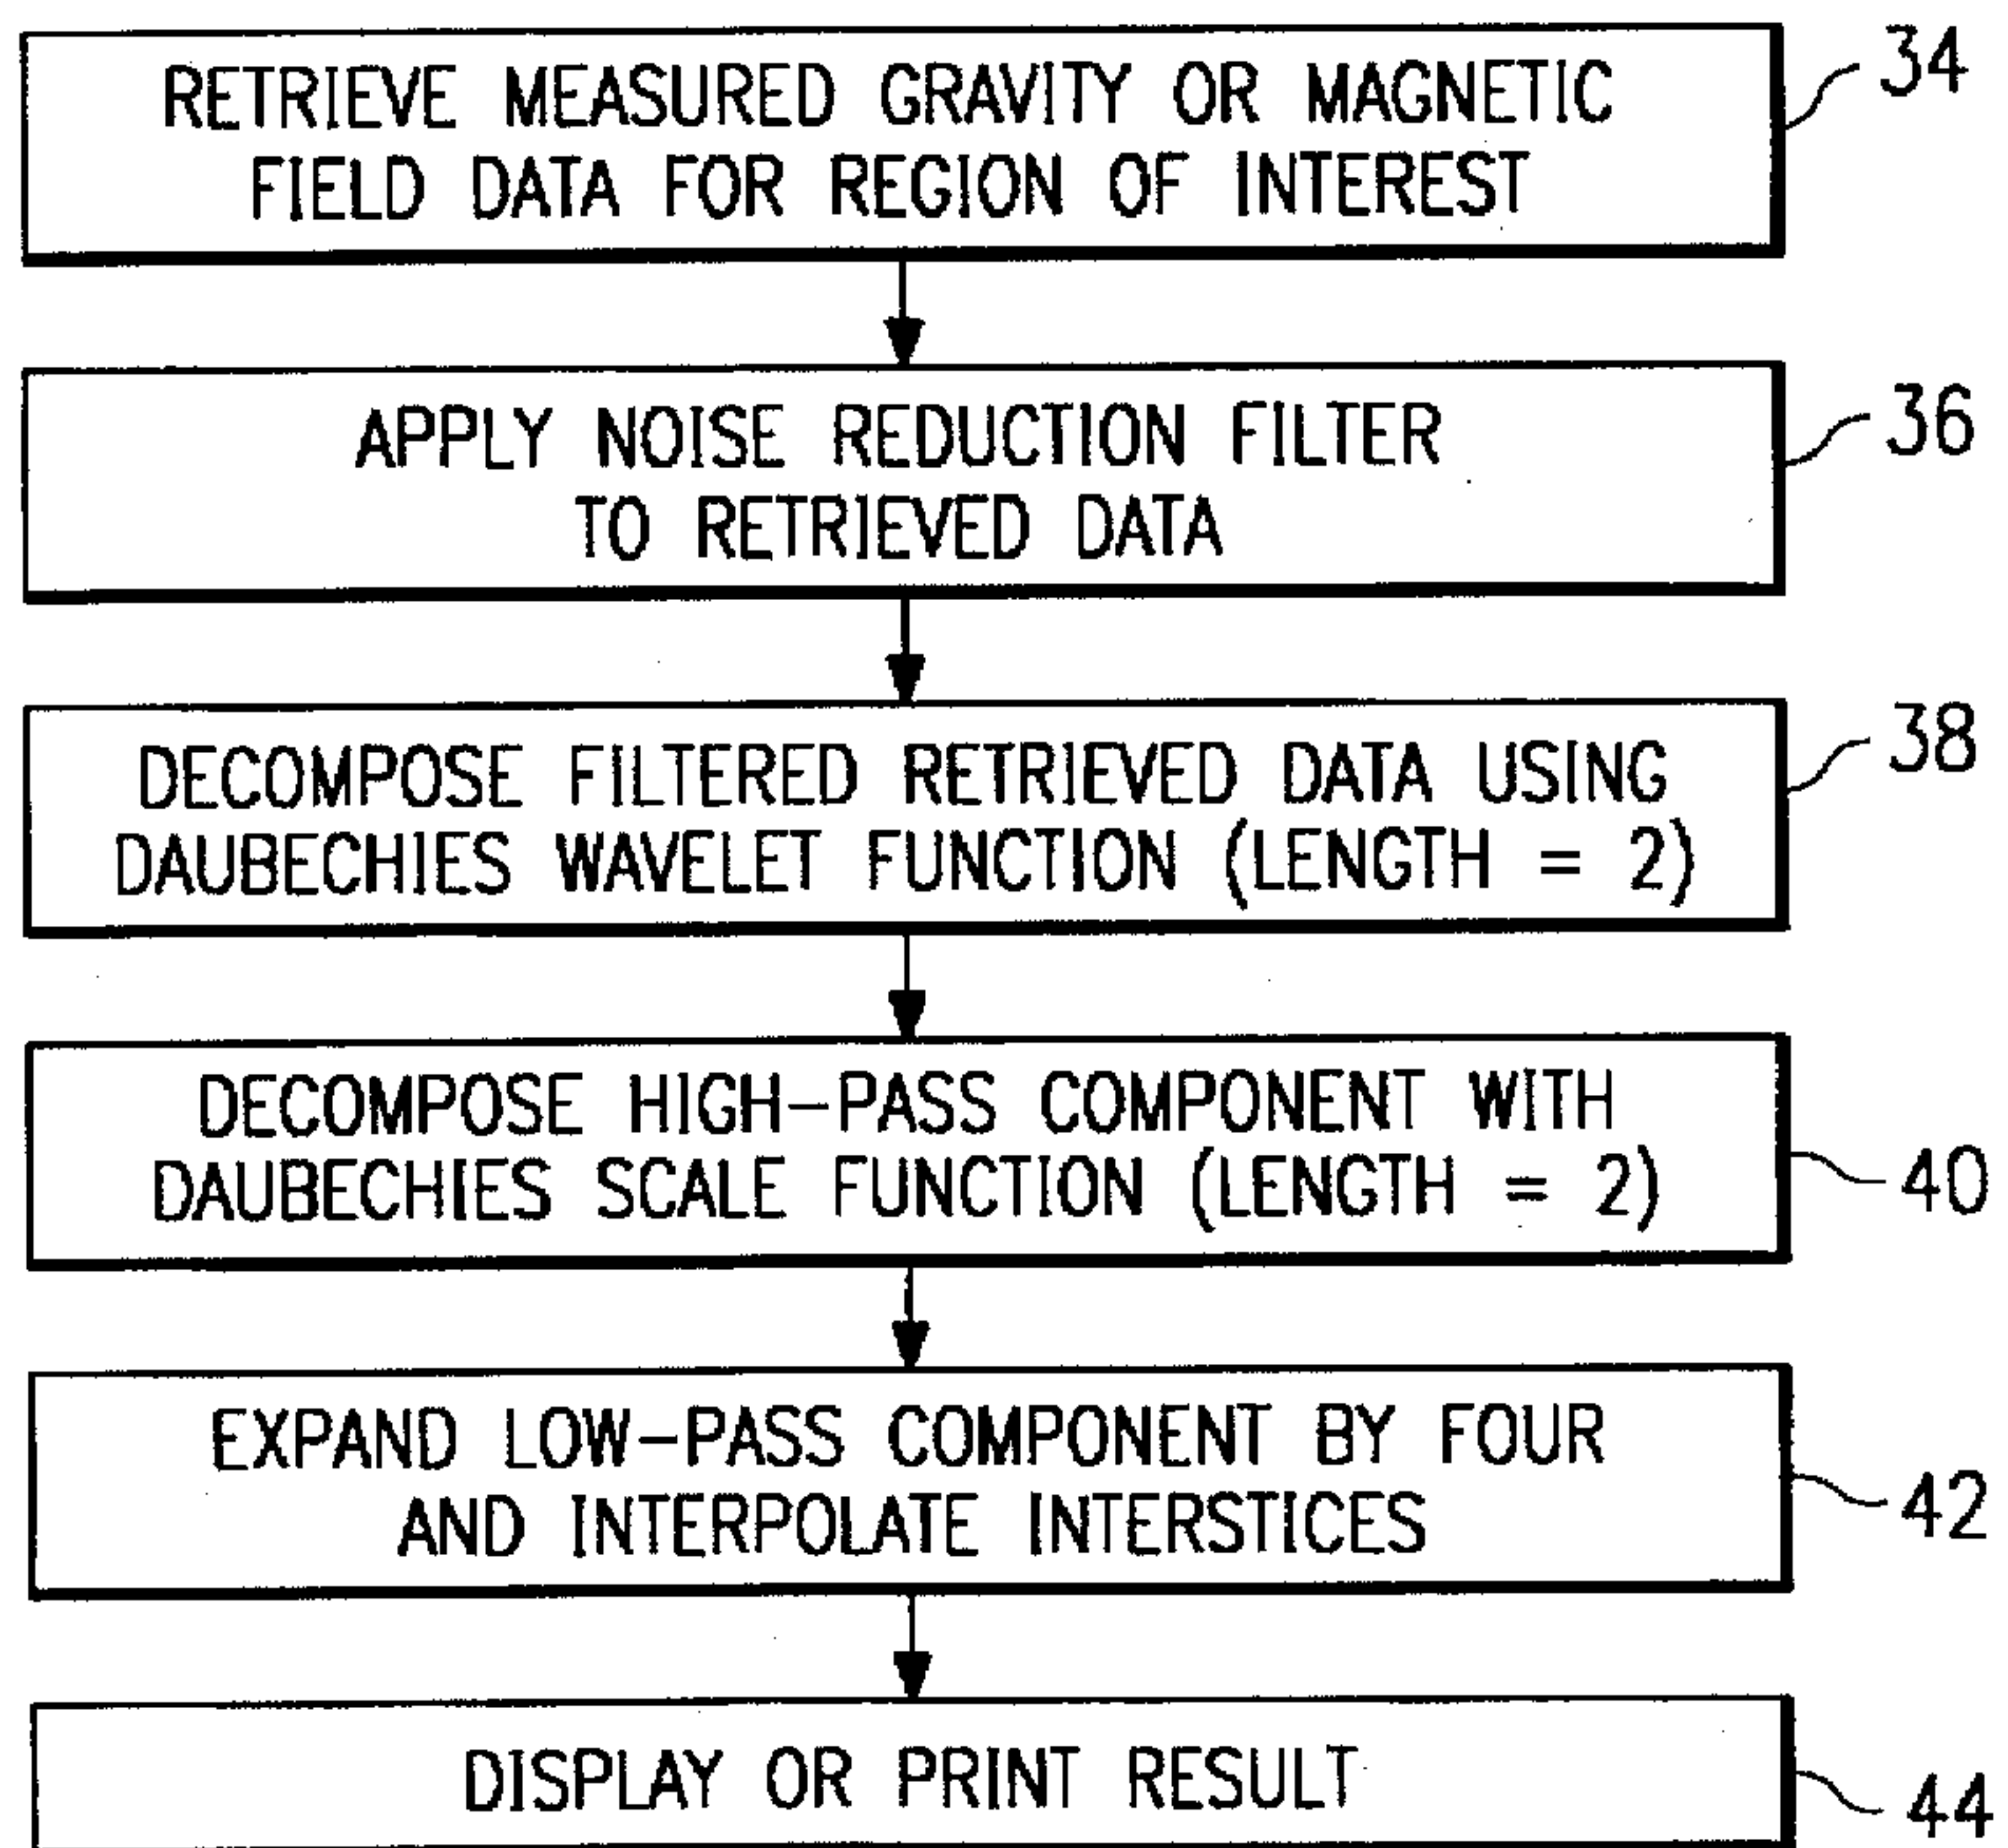 RETRIEVE MEASURED GRAVITY OR MAGNETIC
FIELD DATA FOR REGION OF INTEREST
34
APPLY NOISE REDUCTION FILTER
TO RETRIEVED DATA
36
DECOMPOSE FILTERED RETRIEVED DATA USING
DAUBECHIES WAVELET FUNCTION (LENGTH = 2)
38
DECOMPOSE HIGH-PASS COMPONENT WITH
DAUBECHIES SCALE FUNCTION (LENGTH = 2)
40
EXPAND LOW-PASS COMPONENT BY FOUR
AND INTERPOLATE INTERSTICES
42
DISPLAY OR PRINT RESULT
44